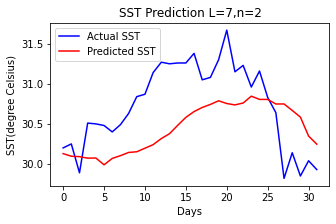 SST Prediction L=7,n=2
Actual SST
Predicted SST
SST(degree Celsius)
31.5
31.0
30.5
30.0
0 5 10 15 20 25 30
Days